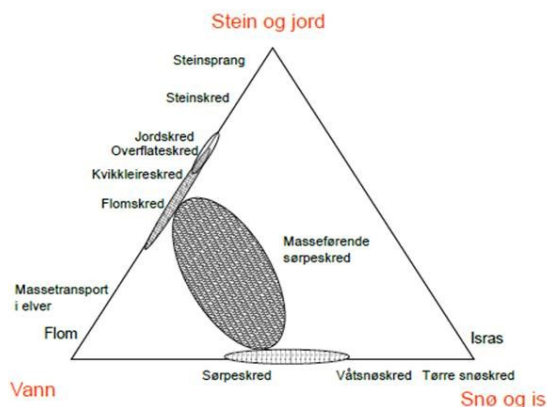 Stein og jord
Steinsprang
Steinskred
Jordskred
Overflateskred
Kvikkleireskred
Flomskred
Masseførende
sørpeskred
Massetransport
i elver
Flom
Isras
Sørpeskred
Våtsnøskred
Tørre snøskred
Vann
Snø og is